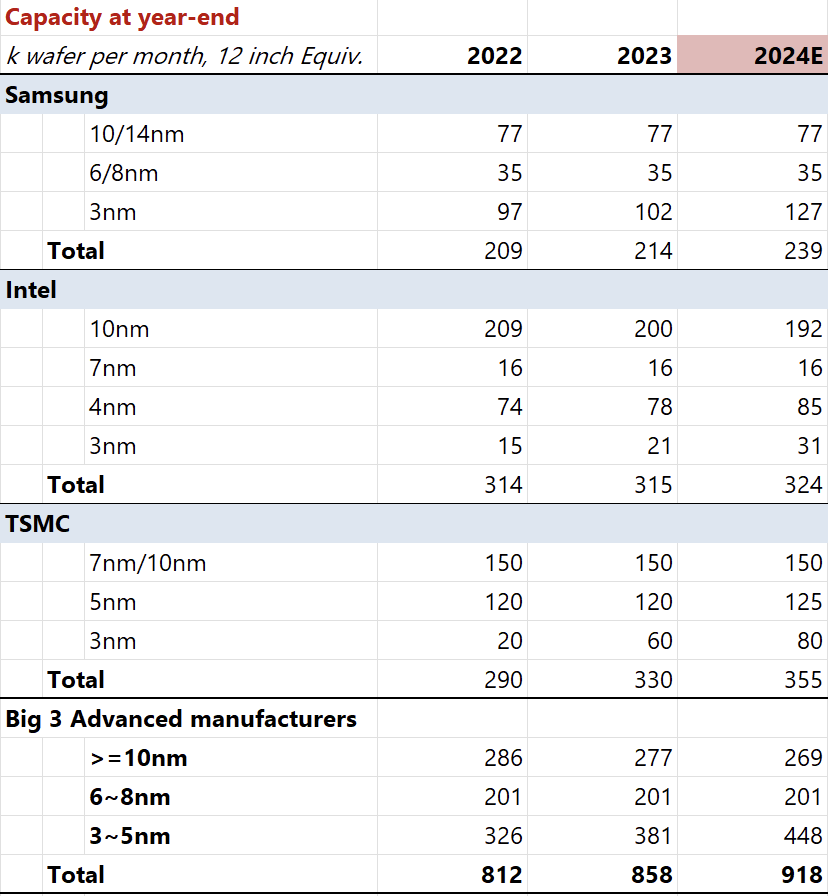 Capacity at year-end
k wafer per month, 12 inch Equiv. 2022 2023 2024E
Samsung
10/14nm 77 77 77
6/8nm 35 35 35
3nm 97 102 127
Total 209 214 239
Intel
10nm 209 200 192
7nm 16 16 16
4nm 74 78 85
3nm 15 21 31
Total 314 315 324
TSMC
7nm/10nm 150 150 150
5nm 120 120 125
3nm 20 60 80
Total 290 330 355
Big 3 Advanced manufacturers
>=10nm 286 277 269
6~8nm 201 201 201
3~5nm 326 381 448
Total 812 858 918